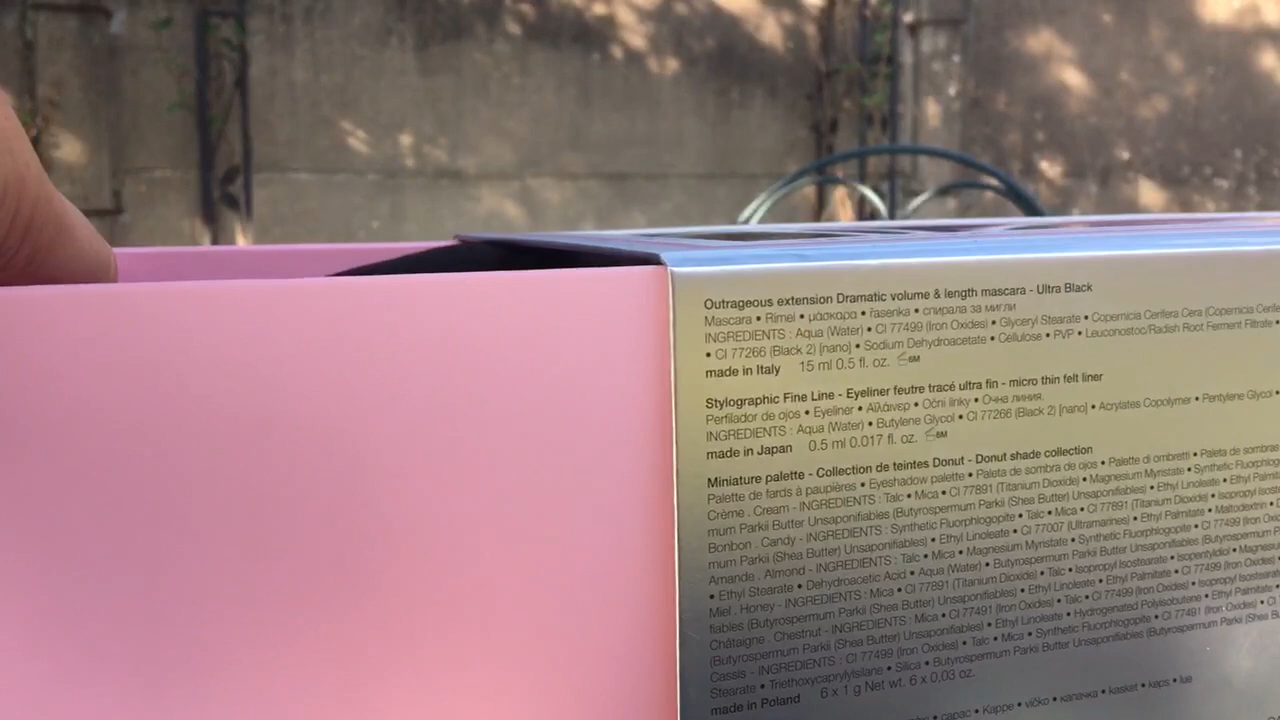 Outrageous extension Dramatic volume & length mascara - Ultra Black
Mascara • Rimel • μάσκαρα • řasenka • спирала за мигли
INGREDIENTS : Aqua (Water) • CI 77499 (Iron Oxides) • Glyceryl Stearate • Copernicia Cerifera Cera (Copernicia
• CI 77266 (Black 2) [nano] • Sodium Dehydroacetate • Cellulose • PVP • Leuconostoc/Radish Root Ferment Filtrate •
made in Italy 15 ml 0.5 fl. oz. 6M
Stylographic Fine Line - Eyeliner feutre tracé ultra fin - micro thin felt liner
Perfilador de ojos • Eyeliner • Αϊλάινερ • Oční linky • Очна линия.
INGREDIENTS : Aqua (Water) • Butylene Glycol • CI 77266 (Black 2) [nano] • Acrylates Copolymer • Pentylene Glycol •
made in Japan 0.5 ml 0.017 fl. oz. 6M
Miniature palette - Collection de teintes Donut - Donut shade collection
Palette de fards à paupières • Eyeshadow palette • Paleta de sombra de ojos • Palette di ombretti • Paleta de sombras
Crème . Cream - INGREDIENTS : Talc • Mica • CI 77891 (Titanium Dioxide) • Magnesium Myristate • Synthetic
mum Parkii Butter Unsaponifiables (Butyrospermum Parkii (Shea Butter) Unsaponifiables) • Ethyl Linoleate • Ethyl
Bonbon . Candy - INGREDIENTS : Synthetic Fluorphlogopite • Talc • Mica • CI 77891 (Titanium Dioxide) • Isopropyl
mum Parkii (Shea Butter) Unsaponifiables) • Ethyl Linoleate • CI 77007 (Ultramarines) • Ethyl Palmitate • Maltodextrin •
Amande . Almond - INGREDIENTS : Talc • Mica • Magnesium Myristate • Synthetic Fluorphlogopite • CI 77499 (Iron
• Ethyl Stearate • Dehydroacetic Acid • Aqua (Water) • Butyrospermum Parkii Butter Unsaponifiables (Butyrospermum
Miel . Honey - INGREDIENTS : Mica • CI 77891 (Titanium Dioxide) • Talc • Isopropyl Isostearate • Isopentyldiol •
fiables (Butyrospermum Parkii (Shea Butter) Unsaponifiables) • Ethyl Linoleate • Ethyl Palmitate • CI 77499 (Iron
Châtaigne . Chestnut - INGREDIENTS : Mica • CI 77491 (Iron Oxides) • Talc • CI 77499 (Iron Oxides) • Isopropyl
(Butyrospermum Parkii (Shea Butter) Unsaponifiables) • Ethyl Linoleate • Hydrogenated Polyisobutene • Ethyl Palmitate •
Cassis - INGREDIENTS : CI 77499 (Iron Oxides) • Talc • Mica • Synthetic Fluorphlogopite • CI 77491 (Iron Oxides) • CI
Stearate • Triethoxycaprylylsilane • Silica • Butyrospermum Parkii Butter Unsaponifiables (Butyrospermum Parkii (Shea
made in Poland 6 x 1 g Net wt. 6 x 0,03 oz.
• capac • Kappe • víčko • капачка • kasket • keps • lue